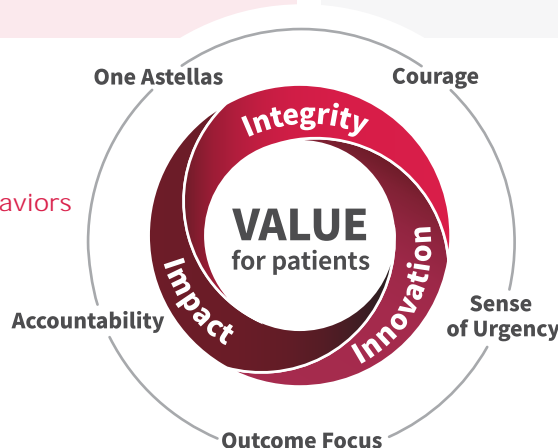 One Astellas
Courage
Integrity
aviors
VALUE
for patients
Impact
Innovation
Accountability
Sense
of Urgency
Outcome Focus